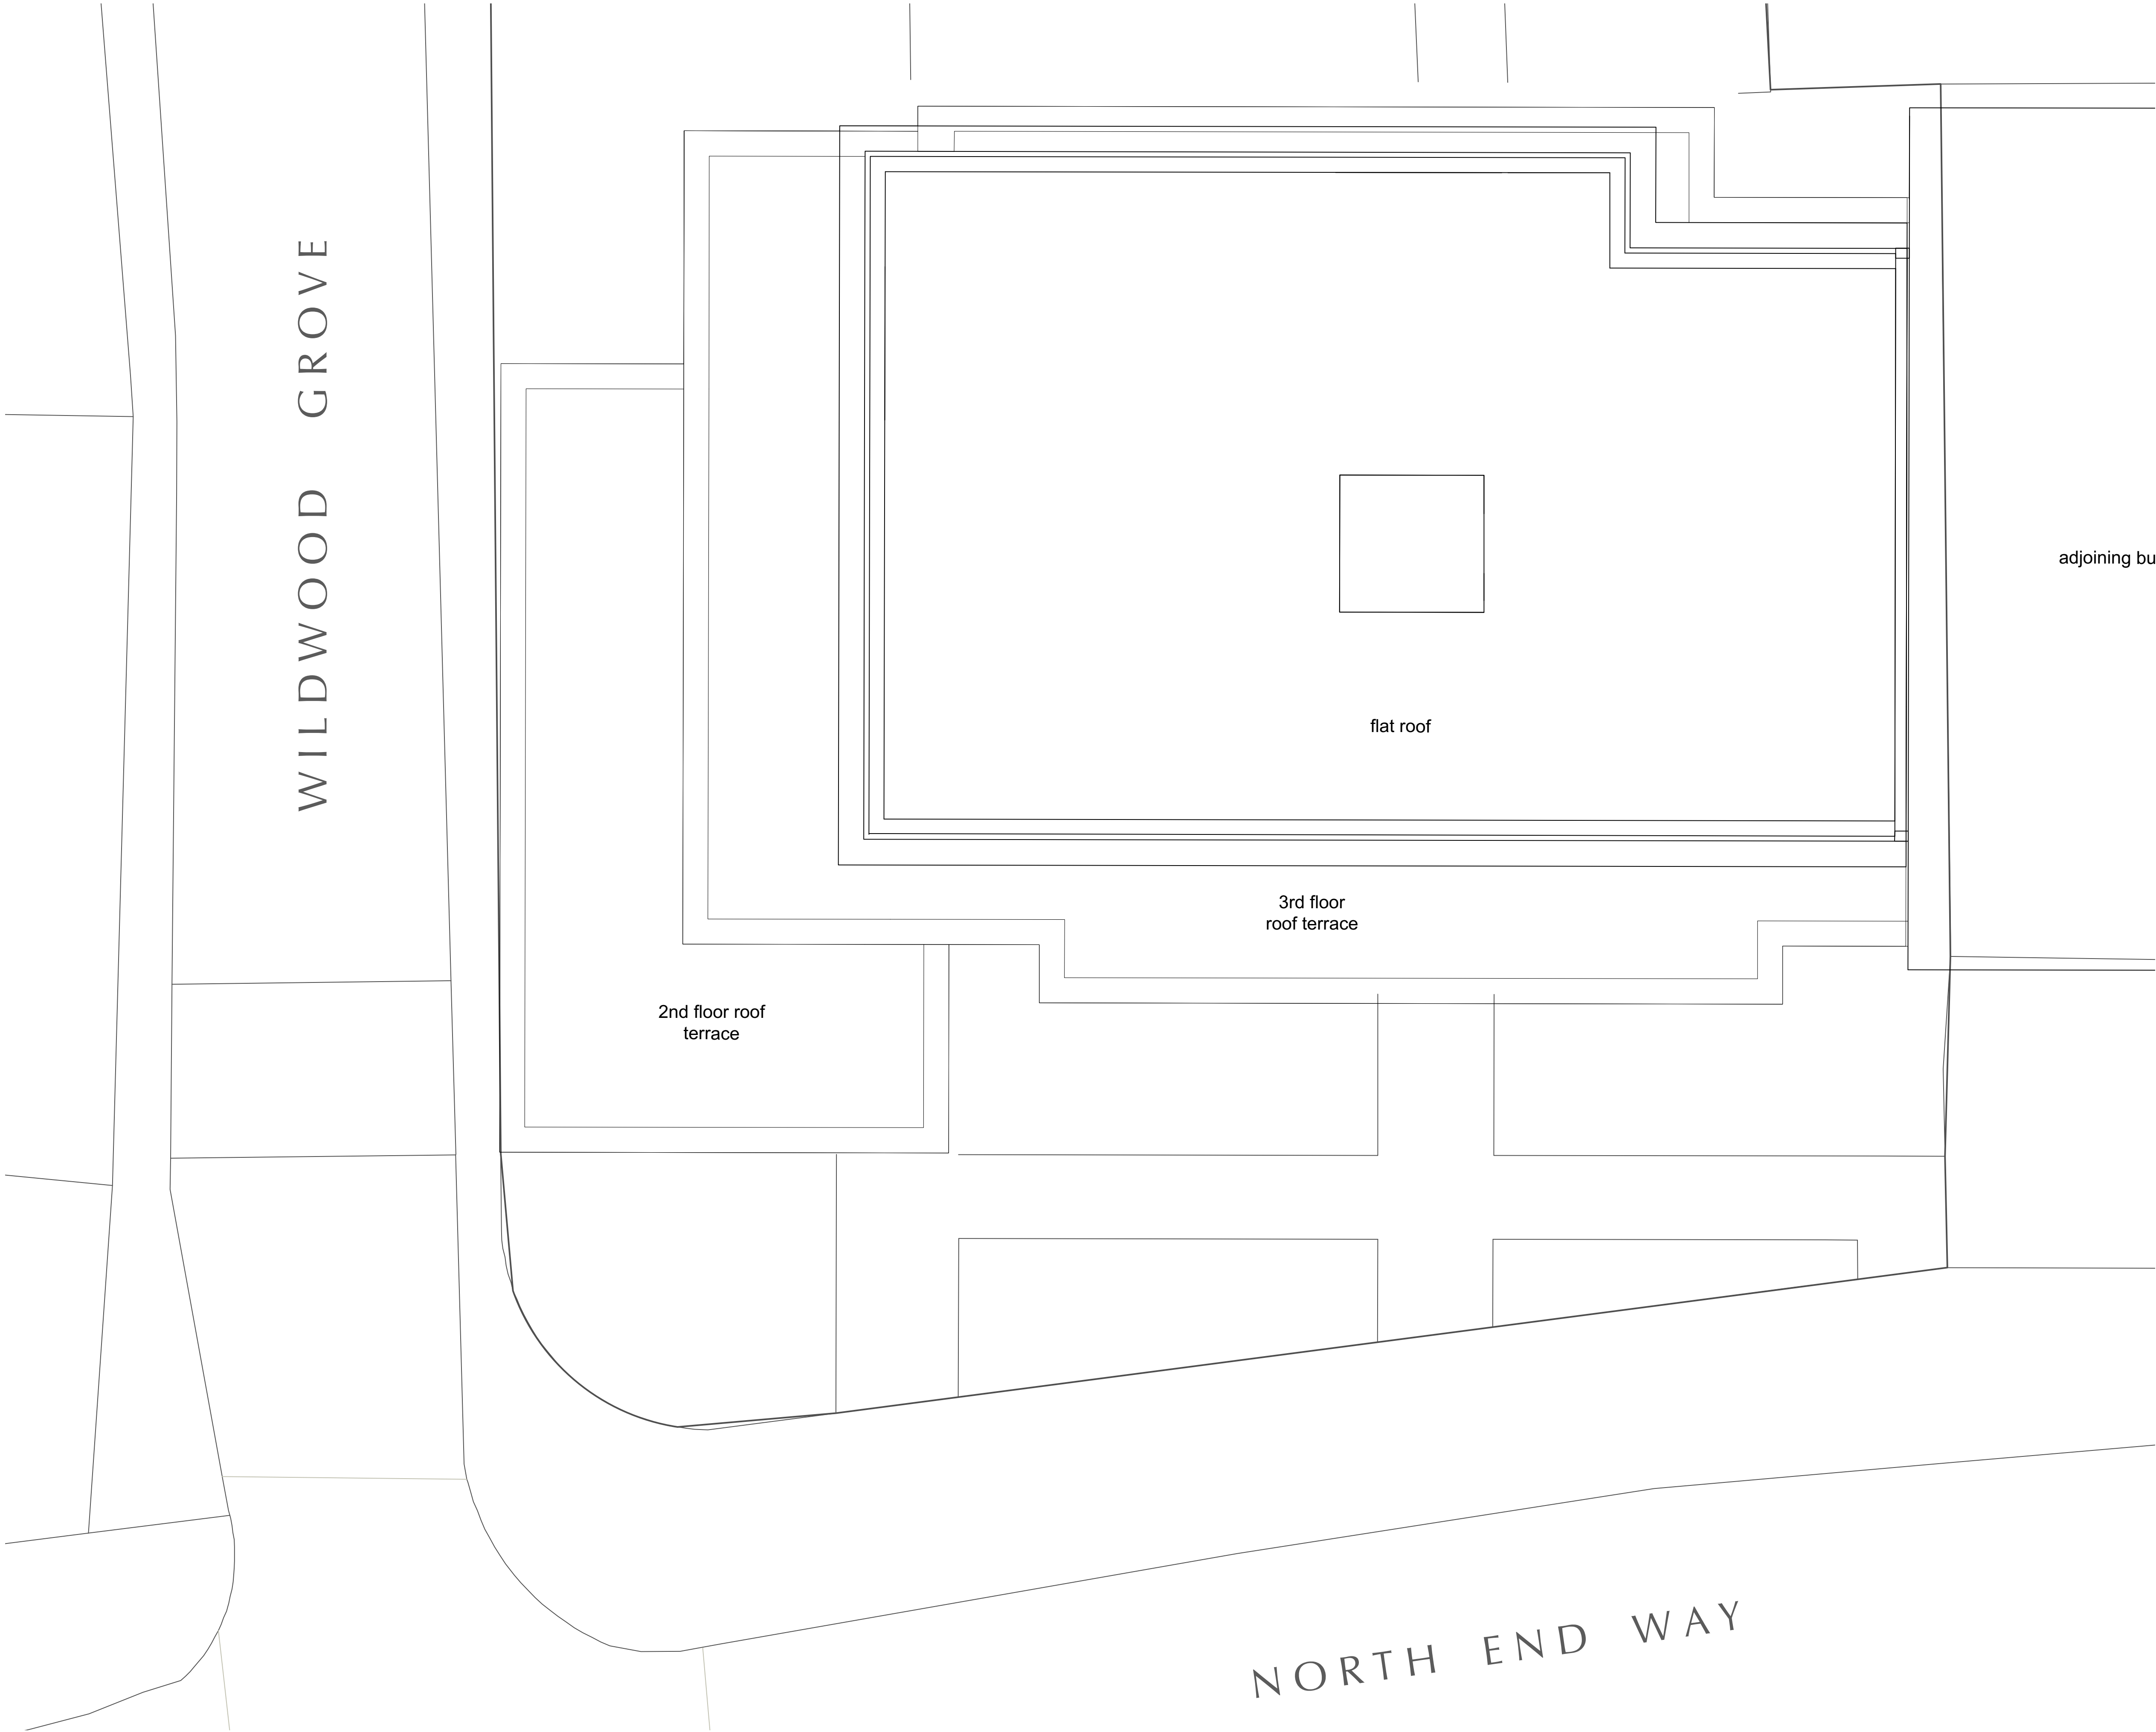 WILDWOOD GROVE
adjoining bu
flat roof
3rd floor
roof terrace
2nd floor roof
terrace
NORTH END WAY